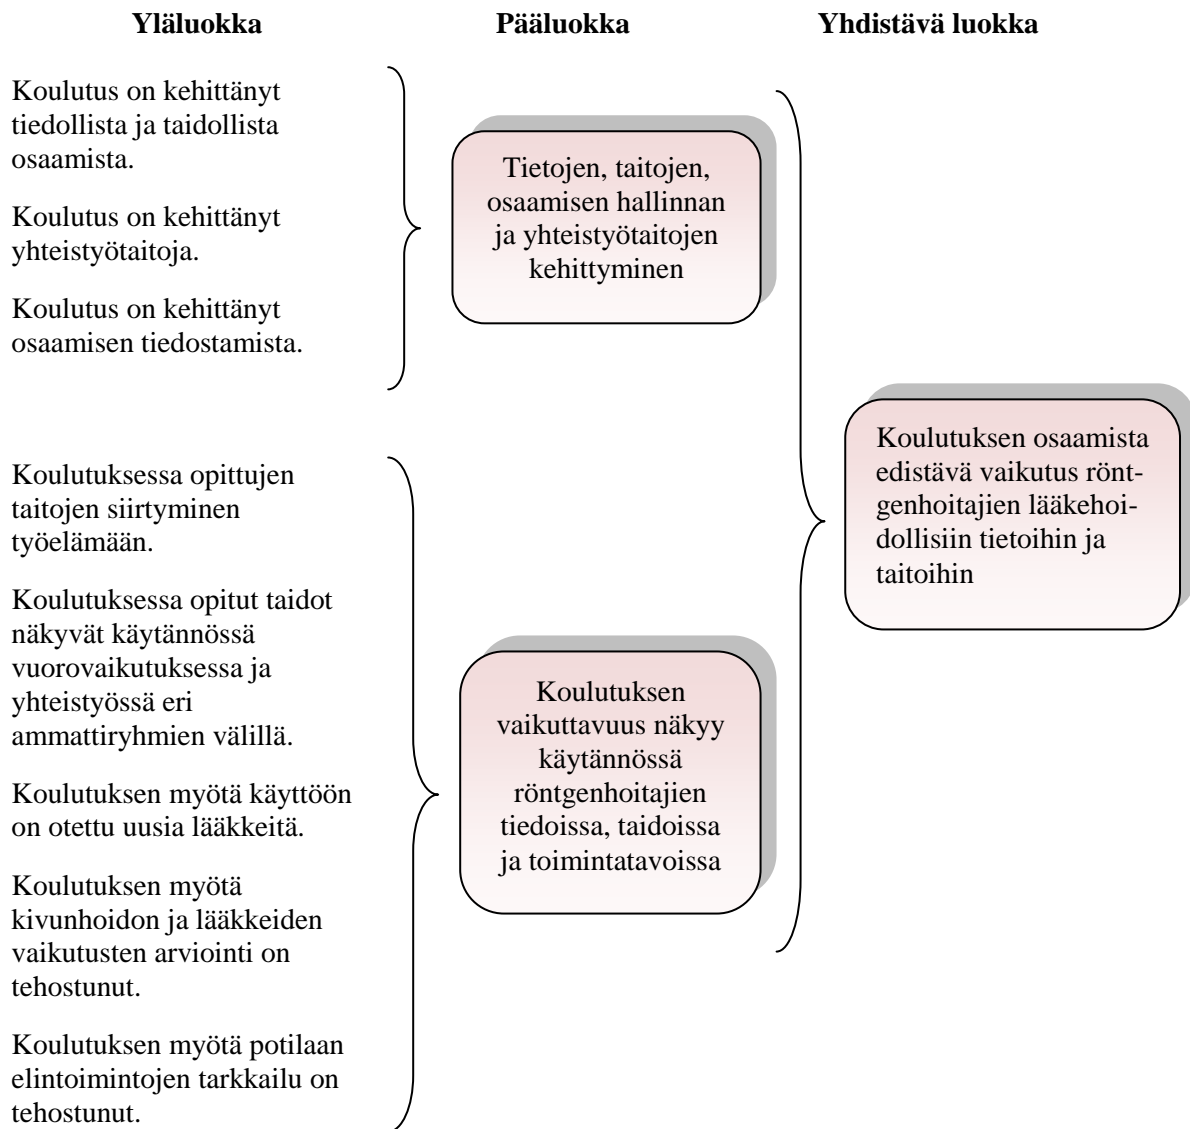 Yläluokka
Pääluokka
Yhdistävä luokka
Koulutus on kehittänyt
tiedollista ja taidollista
osaamista.
Koulutus on kehittänyt
yhteistyötaitoja.
Koulutus on kehittänyt
osaamisen tiedostamista.
Tietojen, taitojen,
osaamisen hallinnan
ja yhteistyötaitojen
kehittyminen
Koulutuksessa opittujen
taitojen siirtyminen
työelämään.
Koulutuksessa opitut taidot
näkyvät käytännössä
vuorovaikutuksessa ja
yhteistyössä eri
ammattiryhmien välillä.
Koulutuksen myötä käyttöön
on otettu uusia lääkkeitä.
Koulutuksen myötä
kivunhoidon ja lääkkeiden
vaikutusten arviointi on
tehostunut.
Koulutuksen myötä potilaan
elintoimintojen tarkkailu on
tehostunut.
Koulutuksen
vaikuttavuus näkyy
käytännössä
röntgenhoitajien
tiedoissa, taidoissa
ja toimintatavoissa
Koulutuksen osaamista
edistävä vaikutus rönt-
genhoitajien lääkehoi-
dollisiin tietoihin ja
taitoihin